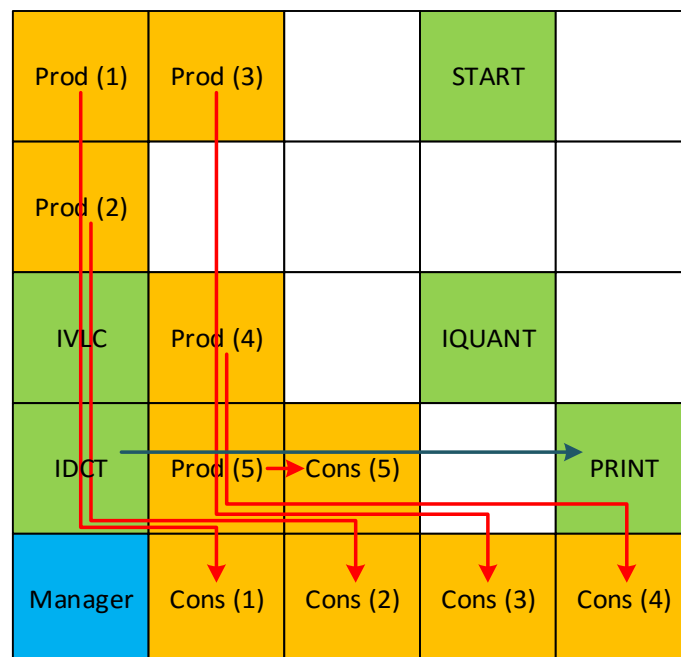 Prod (1)
Prod (3)
START
Prod (2)
IVLC
Prod (4)
IQUANT
IDCT
Prod (5)
Cons (5)
PRINT
Manager
Cons (1)
Cons (2)
Cons (3)
Cons (4)